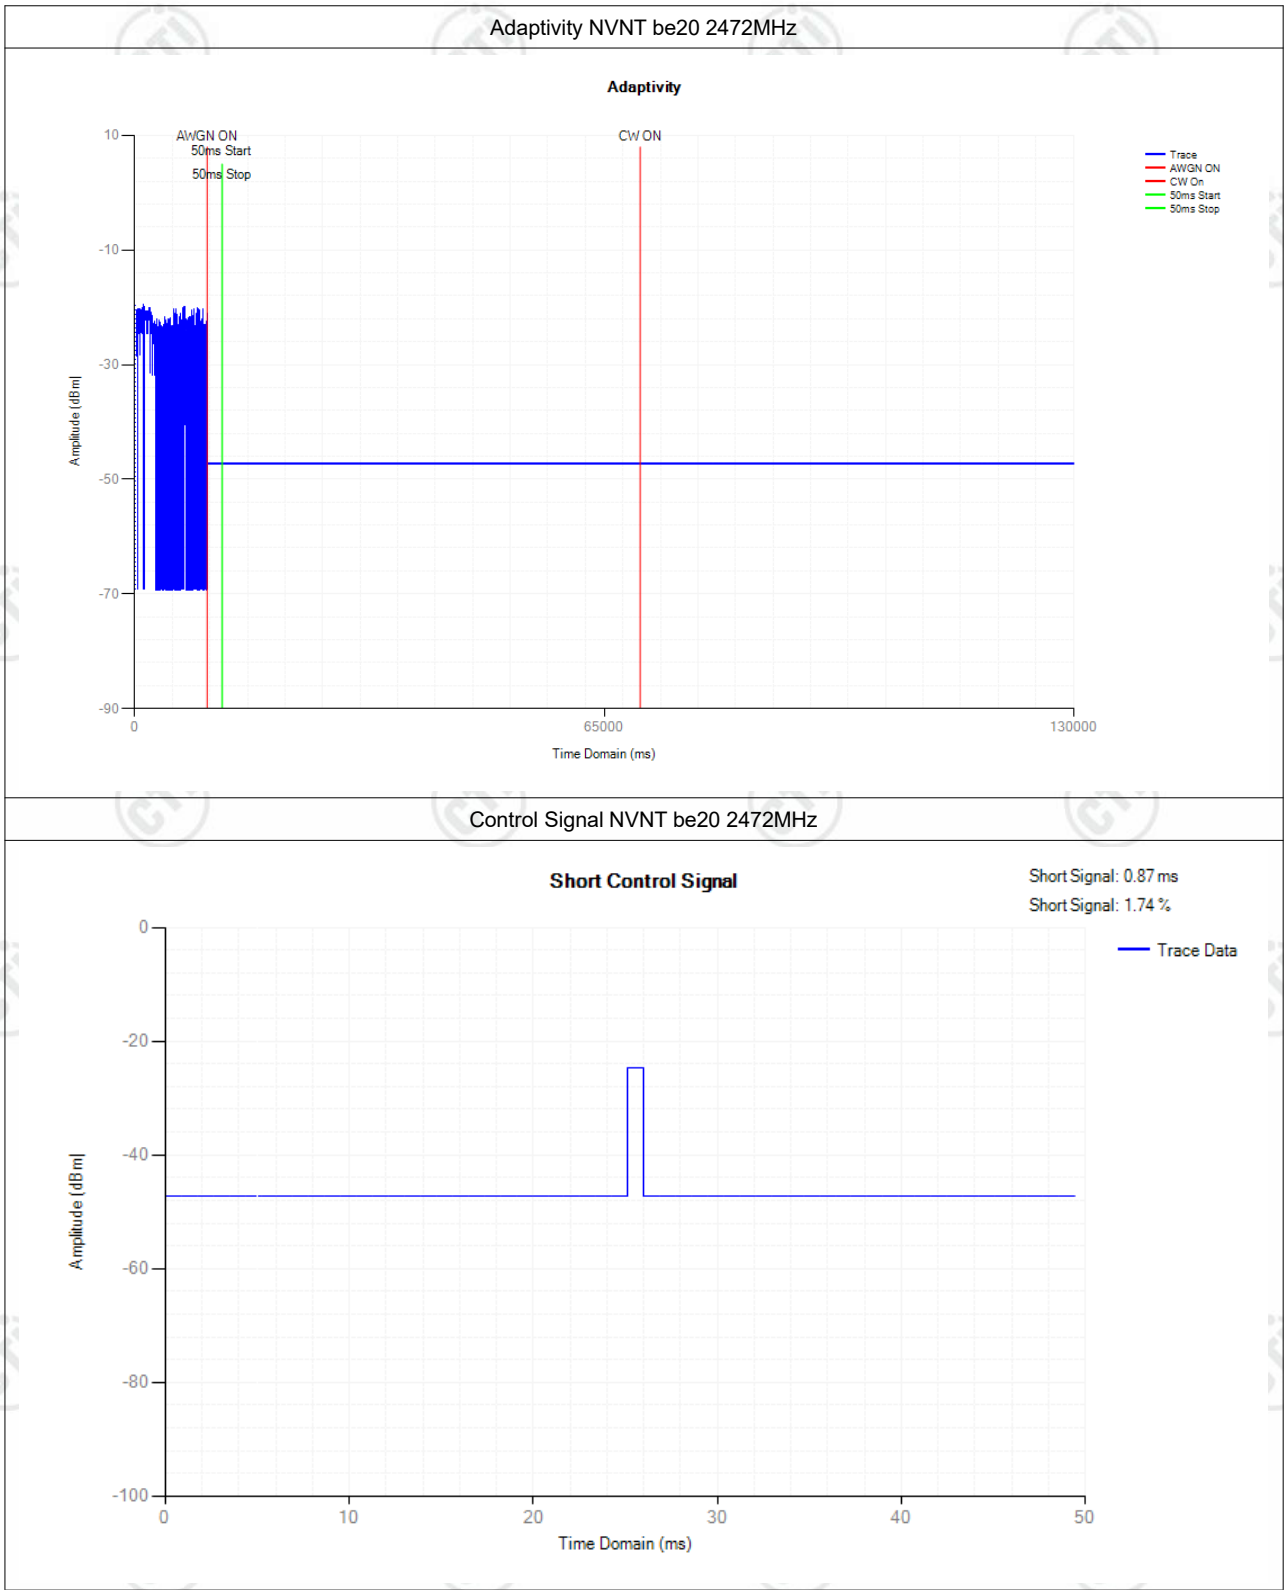 Adaptivity NVNT be20 2472MHz
Adaptivity
AWGN ON
50ms Start
50ms Stop
CW ON
Trace
AWGN ON
CW On
50ms Start
50ms Stop
10
-10
-30
-50
-70
-90
Amplitude [dBm]
0
65000
130000
Time Domain (ms)
Control Signal NVNT be20 2472MHz
Short Control Signal
Short Signal: 0.87 ms
Short Signal: 1.74 %
Trace Data
0
-20
-40
-60
-80
-100
Amplitude [dBm]
0
10
20
30
40
50
Time Domain (ms)